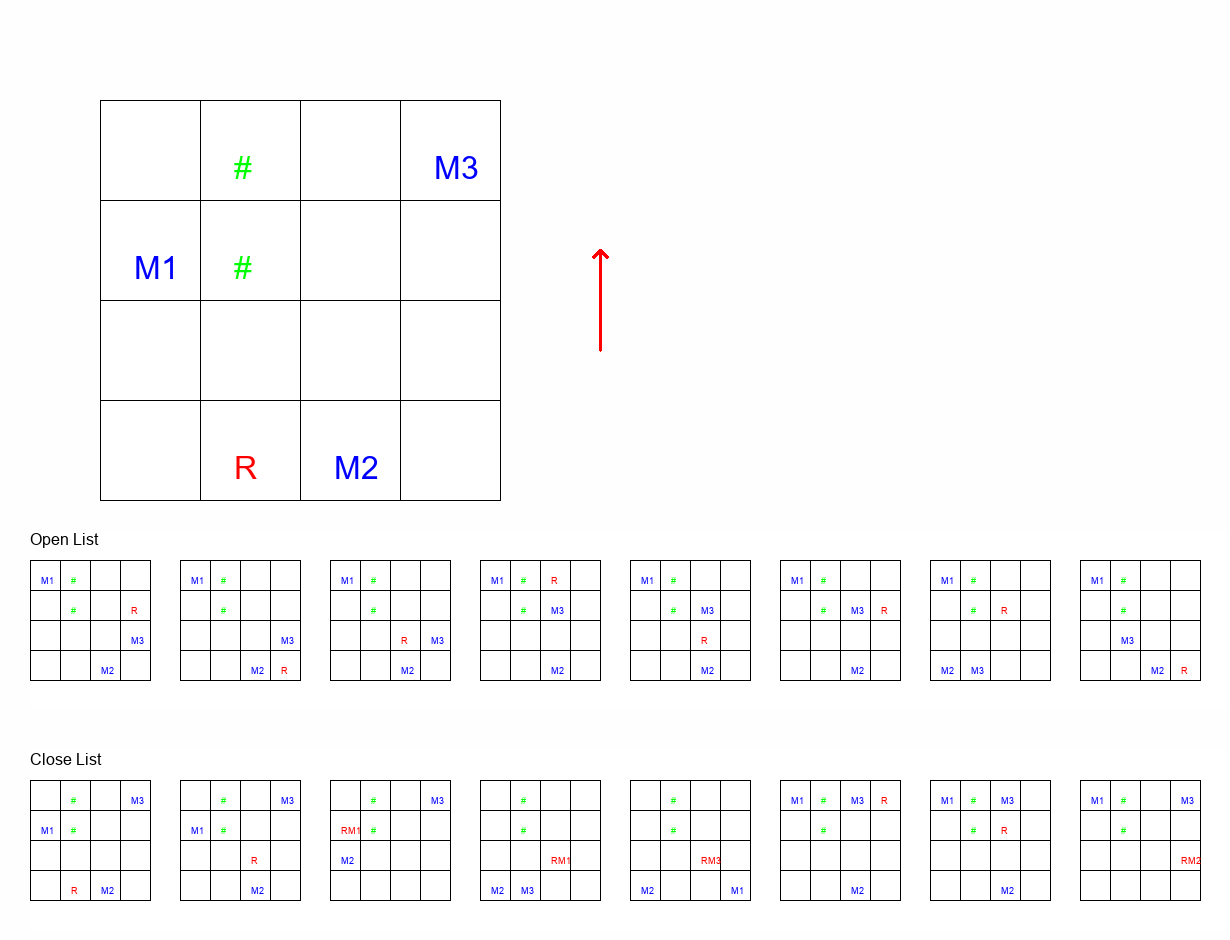 # M3
M1 #
R M2
Open List
M1 # M1 # M1 # M1 # R M1 # M1 # M1 # M1 #
# R # # # M3 # M3 # M3 R # R #
M3 M3 R M3 R M3
M2 M2 R M2 M2 M2 M2 M2 M3 M2 R
Close List
# M3 # M3 # M3 # # M1 # M3 R M1 # M3 M1 # M3
M1 # M1 # RM1 # # # # # R #
R M2 RM1 RM3 RM2
R M2 M2 M2 M3 M2 M1 M2 M2